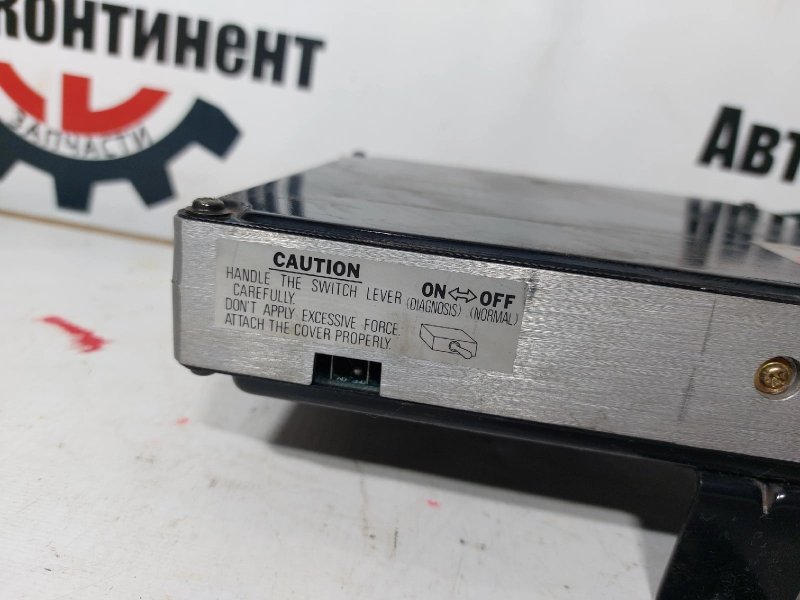 континент
ЗАПЧАСТИ
Авт
CAUTION
HANDLE THE SWITCH LEVER
CAREFULLY.
DON'T APPLY EXCESSIVE FORCE.
ATTACH THE COVER PROPERLY.
ON⇔OFF
(DIAGNOSIS) (NORMAL)